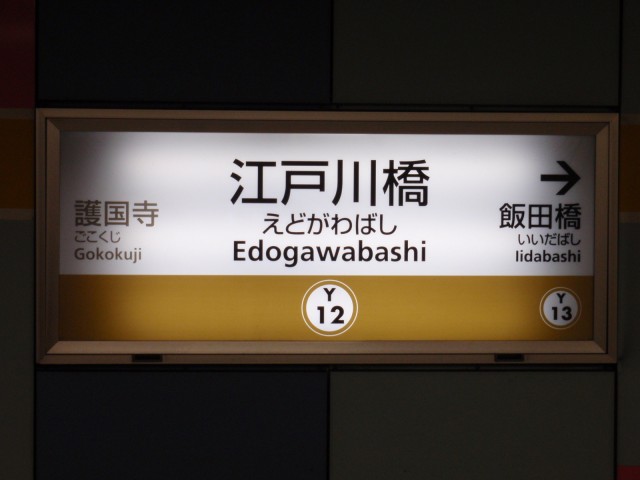 護国寺
ごこくじ
Gokokuji
江戸川橋
えどがわばし
Edogawabashi
Y
12
→
飯田橋
いいだばし
Iidabashi
Y
13